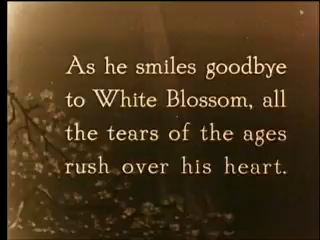 As he smiles goodbye
to White Blossom, all
the tears of the ages
rush over his heart.